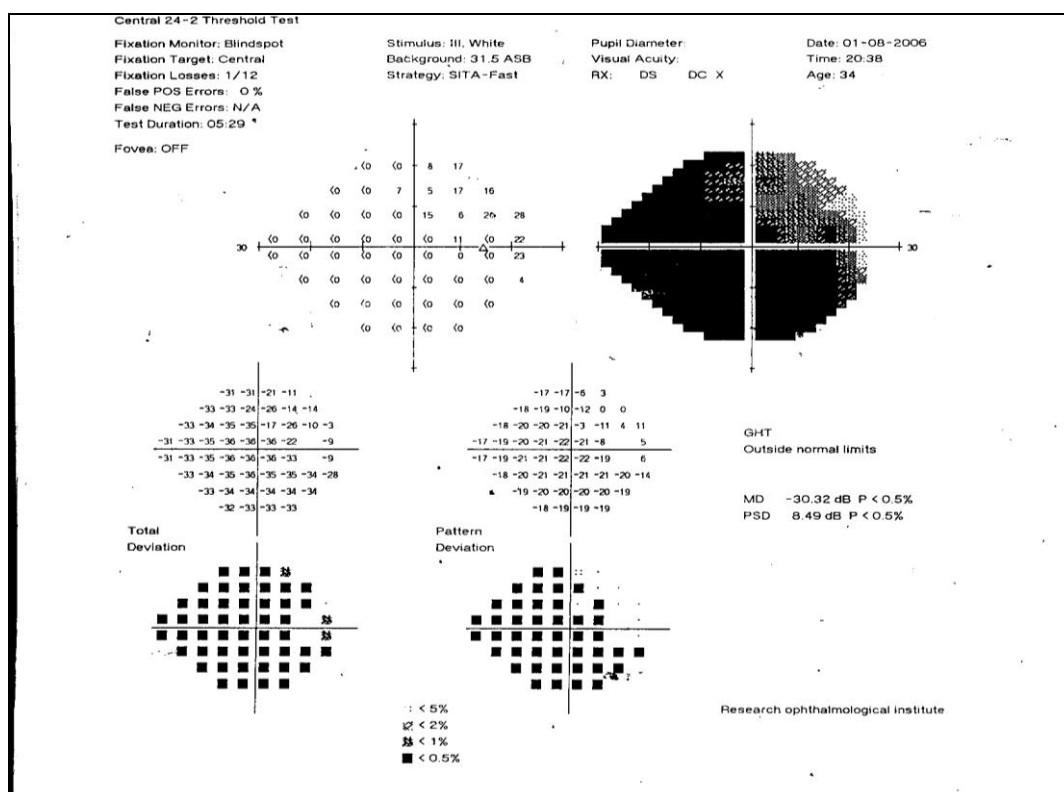 Central 24-2 Threshold Test
Fixation Monitor: Blindspot
Fixation Target: Central
Fixation Losses: 1/12
False POS Errors: 0 %
False NEG Errors: N/A
Test Duration: 05:29
Fovea: OFF
Stimulus: III, White
Background: 31.5 ASB
Strategy: SITA-Fast
Pupil Diameter:
Visual Acuity:
RX: DS DC X
Date: 01-08-2006
Time: 20:38
Age: 34
<0 <0 8 17
<0 <0 7 5 17 16
<0 <0 <0 <0 15 6 20 28
<0 <0 <0 <0 <0 <0 11 <0 22
30
<0 <0 <0 <0 <0 <0 0 <0 23
<0 <0 <0 <0 <0 <0 <0 4
<0 <0 <0 <0 <0 <0
<0 <0 <0 <0
30
30
-31 -31 -21 -11
-33 -33 -24 -26 -14 -14
-33 -34 -35 -35 -17 -26 -10 -3
-31 -33 -35 -36 -36 -36 -22 -9
-31 -33 -35 -36 -36 -36 -33 -9
-33 -34 -35 -36 -35 -35 -34 -28
-33 -34 -34 -34 -34 -34
-32 -33 -33 -33
Total
Deviation
-17 -17 -6 3
-18 -19 -10 -12 0 0
-18 -20 -20 -21 -3 -11 4 11
-17 -19 -20 -21 -22 -21 -8 5
-17 -19 -21 -21 -22 -22 -19 6
-18 -20 -21 -21 -21 -21 -20 -14
-19 -20 -20 -20 -20 -19
-18 -19 -19 -19
Pattern
Deviation
GHT
Outside normal limits
MD -30.32 dB P < 0.5%
PSD 8.49 dB P < 0.5%
< 5%
< 2%
< 1%
< 0.5%
Research ophthalmological institute